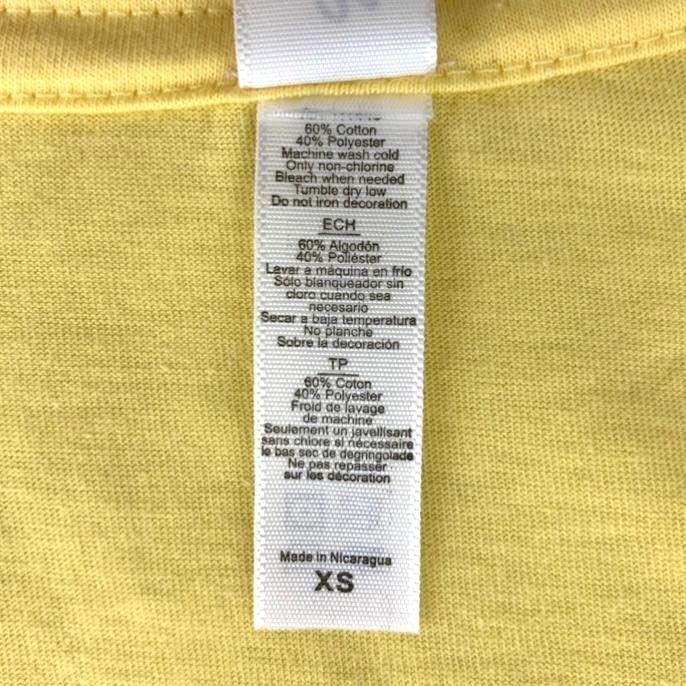 60% Cotton
40% Polyester
Machine wash cold
Only non-chlorine
Bleach when needed
Tumble dry low
Do not iron decoration
ECH
60% Algodón
40% Poliéster
Lavar a máquina en frío
Sólo blanqueador sin
cloro cuando sea
necesario
Secar a baja temperatura
No planche
Sobre la decoración
TP
60% Coton
40% Polyester
Froid de lavage
de machine
Seulement un javellisant
sans chlore si nécessaire
le bas sec de degringolade
Ne pas repasser
sur les décoration
Made in Nicaragua
XS